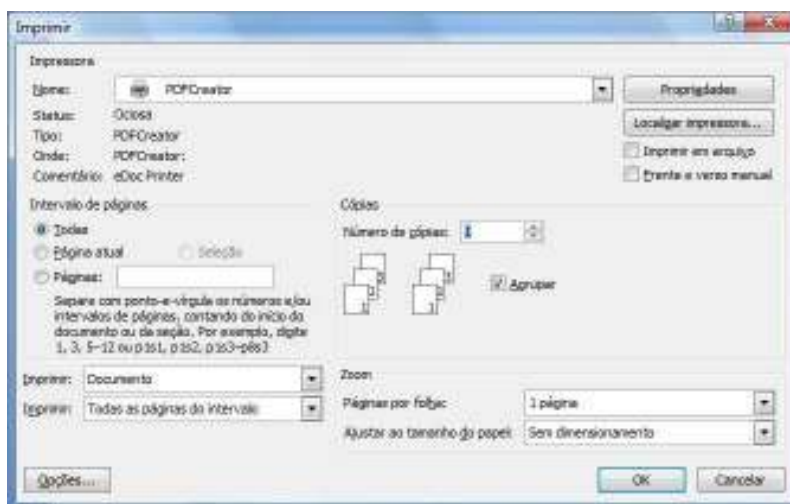 Imprimir
Impressora
Nome: PDFCreator
Propriedades
Status: Ociosa
Localizar impressora...
Tipo: PDFCreator
Onde: PDFCreator:
Imprimir em arquivo
Comentário: eDoc Printer
Frente e verso manual
Intervalo de páginas
Todas
Página atual
Seleção
Páginas:
Separe com ponto-e-vírgula os números e/ou
intervalos de páginas, contando do início do
documento ou da seção. Por exemplo, digite
1, 3, 5–12 ou p1s1, p1s2, p1s3–p8s3
Cópias
Número de cópias: 1
Agrupar
Imprimir: Documento
Imprimir: Todas as páginas do intervalo
Zoom
Páginas por folha: 1 página
Ajustar ao tamanho do papel: Sem dimensionamento
Opções...
OK
Cancelar